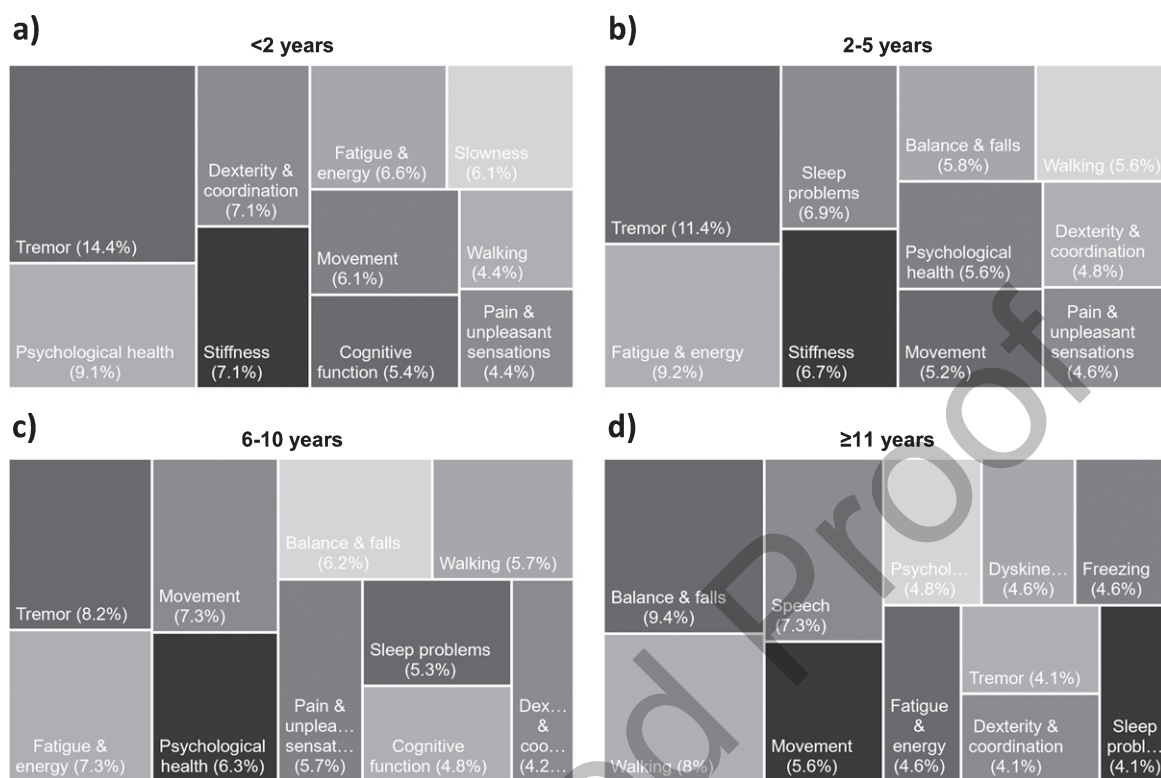 a)
<2 years
Tremor (14.4%)
Psychological health
(9.1%)
Dexterity &
coordination
(7.1%)
Stiffness
(7.1%)
Fatigue &
energy (6.6%)
Slowness
(6.1%)
Movement
(6.1%)
Walking
(4.4%)
Cognitive
function (5.4%)
Pain &
unpleasant
sensations
(4.4%)
b)
2-5 years
Tremor (11.4%)
Fatigue & energy
(9.2%)
Sleep
problems
(6.9%)
Stiffness
(6.7%)
Balance & falls
(5.8%)
Walking (5.6%)
Psychological
health (5.6%)
Dexterity &
coordination
(4.8%)
Movement
(5.2%)
Pain &
unpleasant
sensations
(4.6%)
c)
6-10 years
Tremor (8.2%)
Fatigue &
energy (7.3%)
Movement
(7.3%)
Psychological
health (6.3%)
Balance & falls
(6.2%)
Walking (5.7%)
Pain &
unplea...
sensat...
(5.7%)
Sleep problems
(5.3%)
Cognitive
function (4.8%)
Dex...
&
coo...
(4.2...
d)
≥11 years
Balance & falls
(9.4%)
Walking (8%)
Speech
(7.3%)
Movement
(5.6%)
Psychol...
(4.8%)
Dyskine...
(4.6%)
Freezing
(4.6%)
Fatigue
&
energy
(4.6%)
Tremor (4.1%)
Dexterity &
coordination
(4.1%)
Sleep
probl...
(4.1%)
d Proof